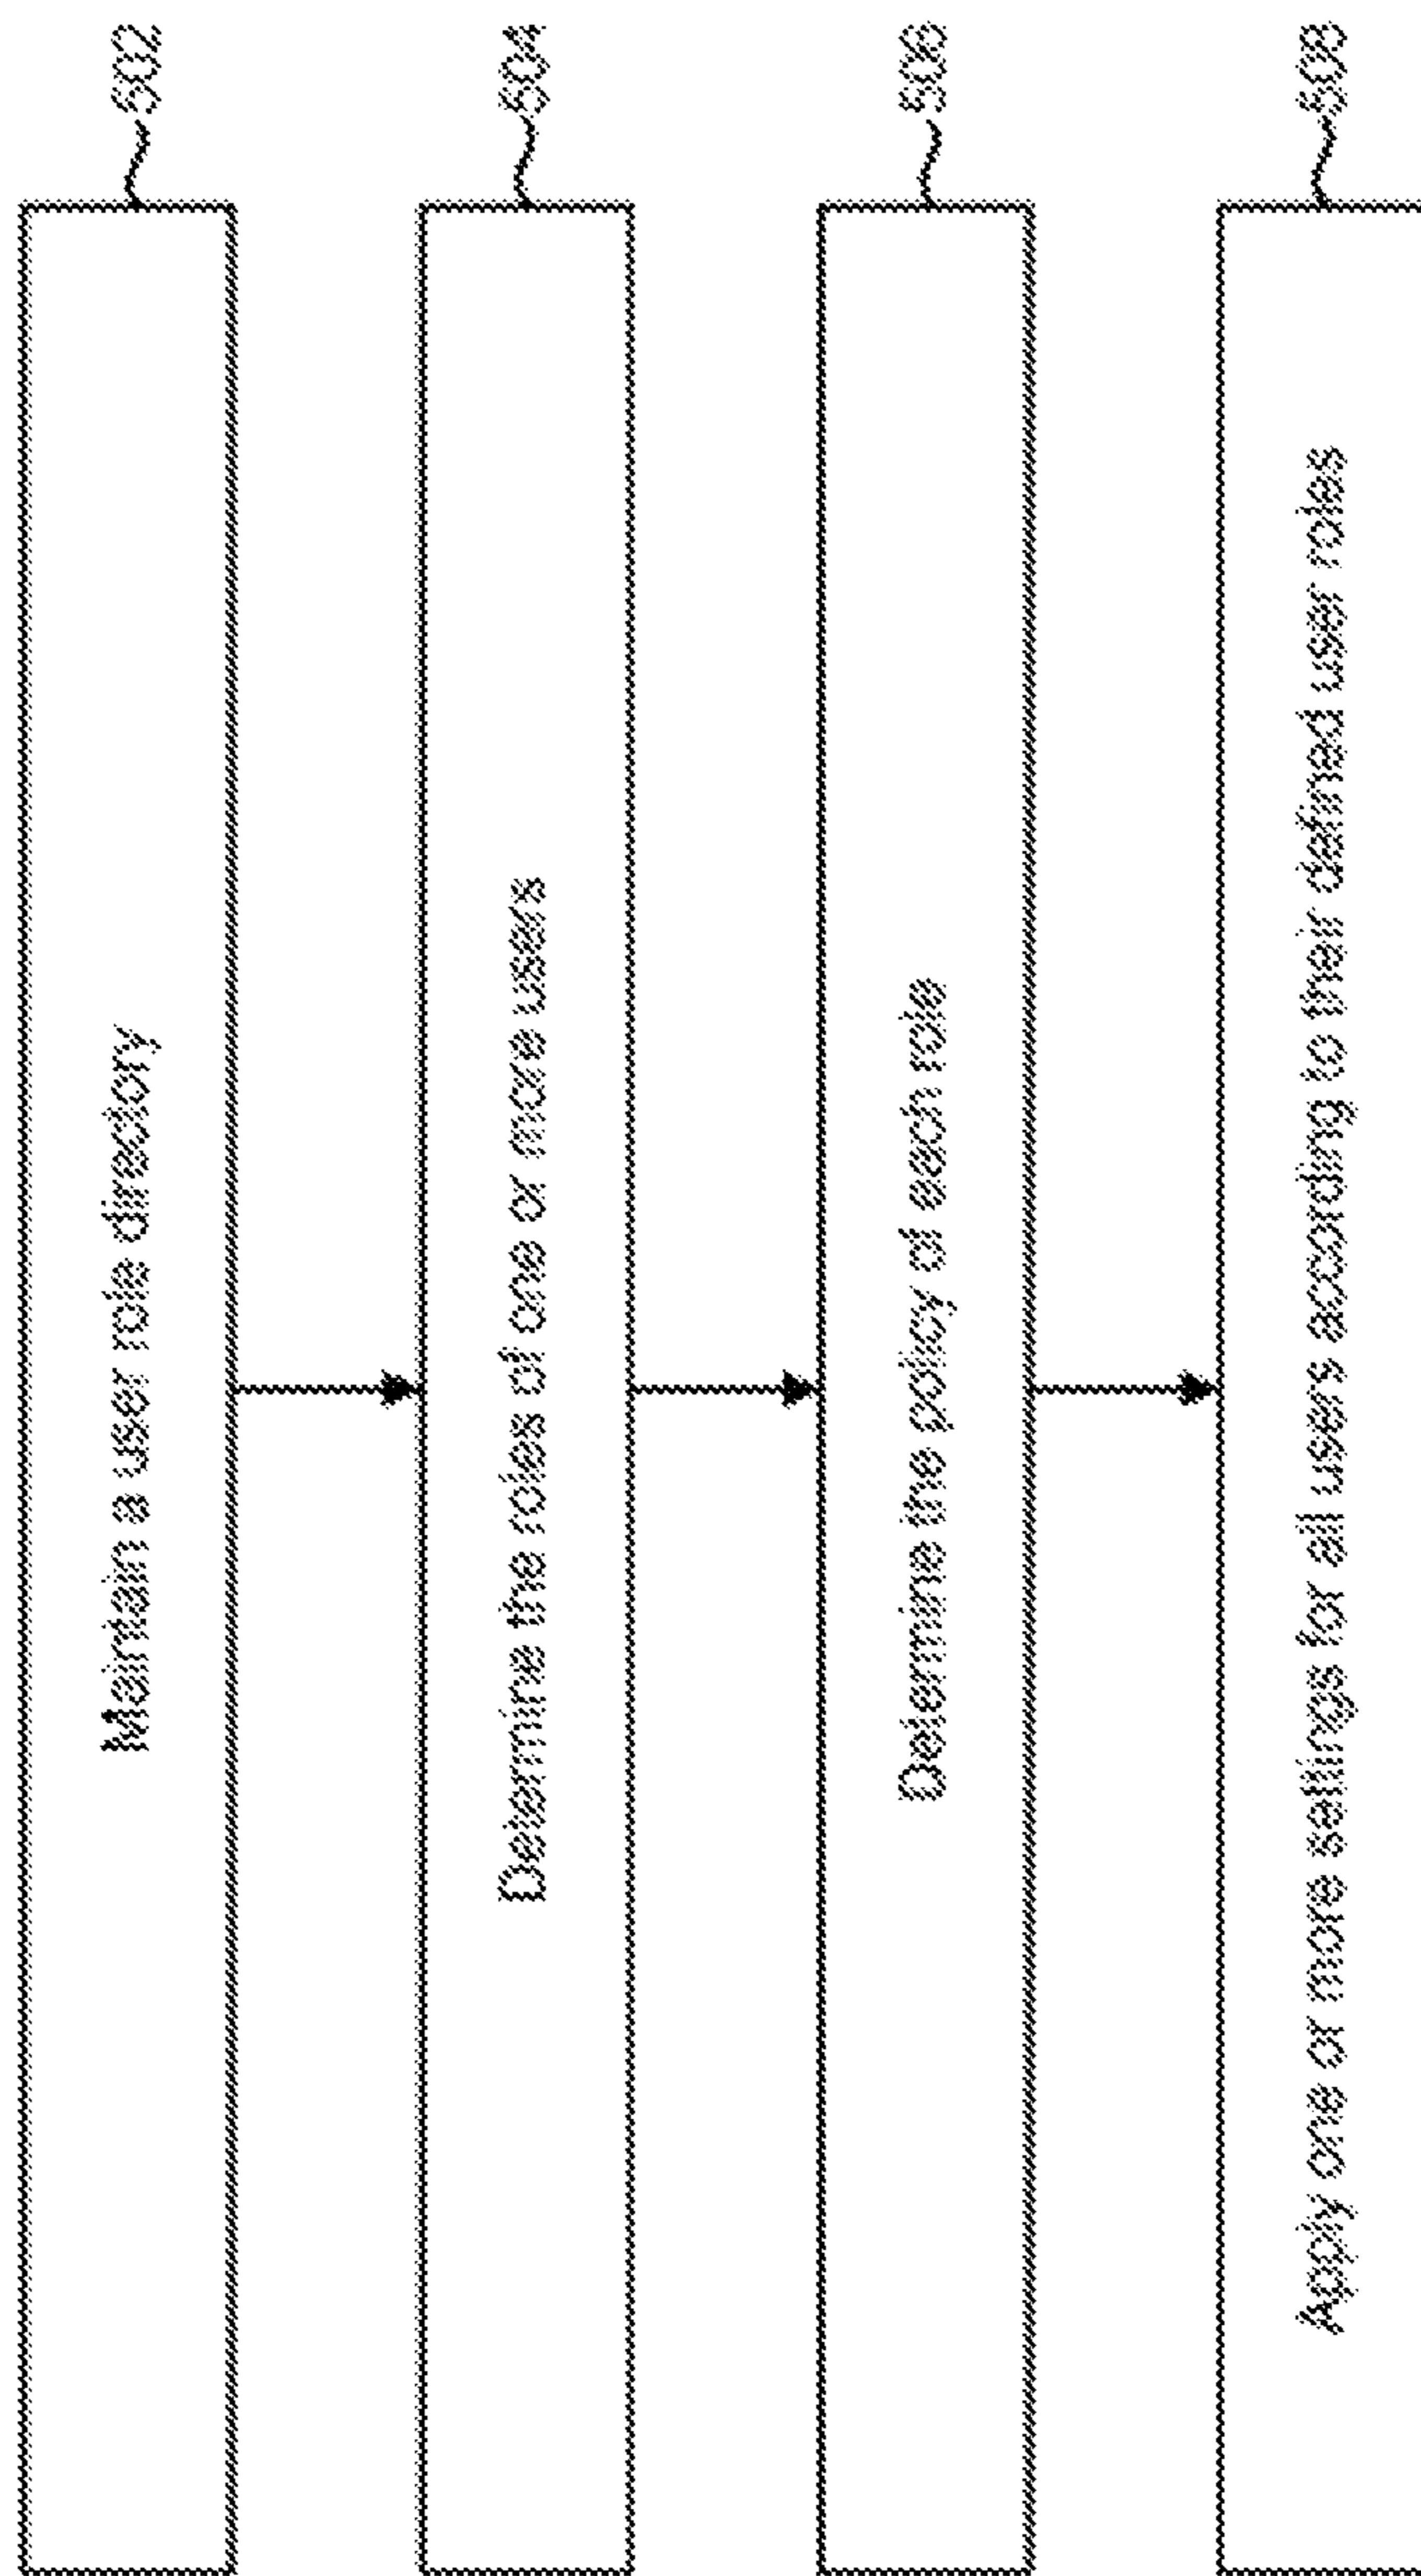 502
Maintain a user role directory
504
Determine the roles of one or more users
506
Determine the policy of each role
508
Apply one or more settings for all users according to their defined user roles